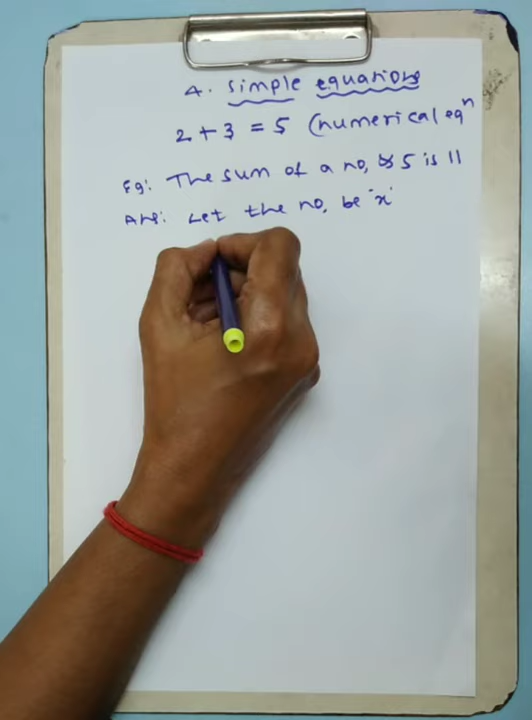 4. Simple equations
2 + 3 = 5 (numerical eqn
Eg: The sum of a no, & 5 is 11
Ans: Let the no, be 'x'